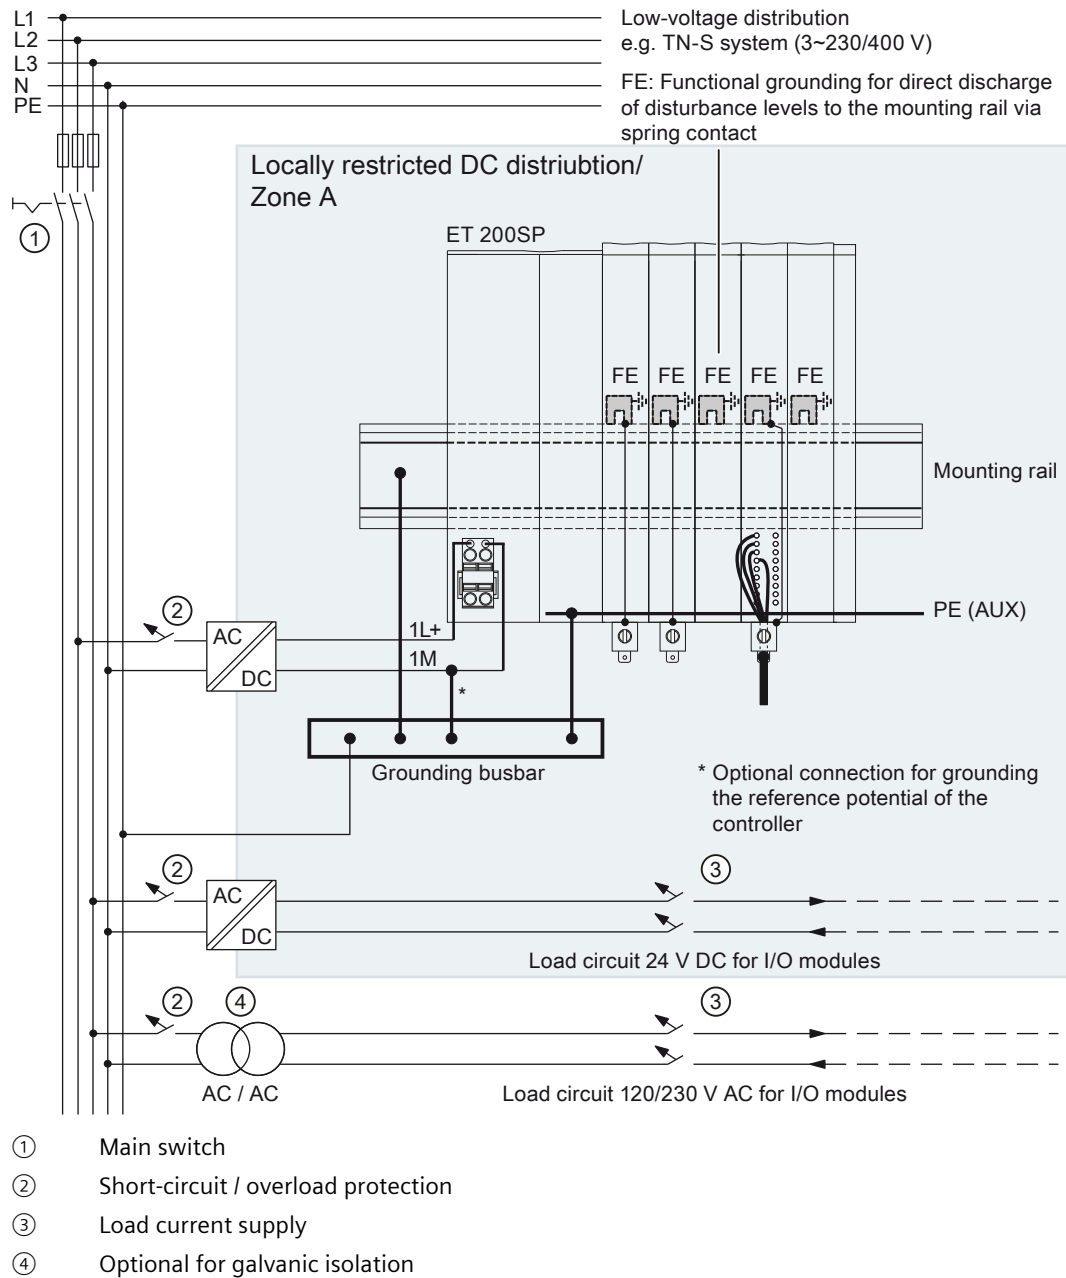 L1
L2
L3
N
PE
Low-voltage distribution
e.g. TN-S system (3~230/400 V)
FE: Functional grounding for direct discharge
of disturbance levels to the mounting rail via
spring contact
Locally restricted DC distriubtion/
Zone A
1
ET 200SP
FE FE FE FE FE
Mounting rail
2
AC
DC
1L+
1M
PE (AUX)
*
Grounding busbar
* Optional connection for grounding
the reference potential of the
controller
2
3
AC
DC
Load circuit 24 V DC for I/O modules
2
4
3
AC / AC
Load circuit 120/230 V AC for I/O modules
1 Main switch
2 Short-circuit / overload protection
3 Load current supply
4 Optional for galvanic isolation